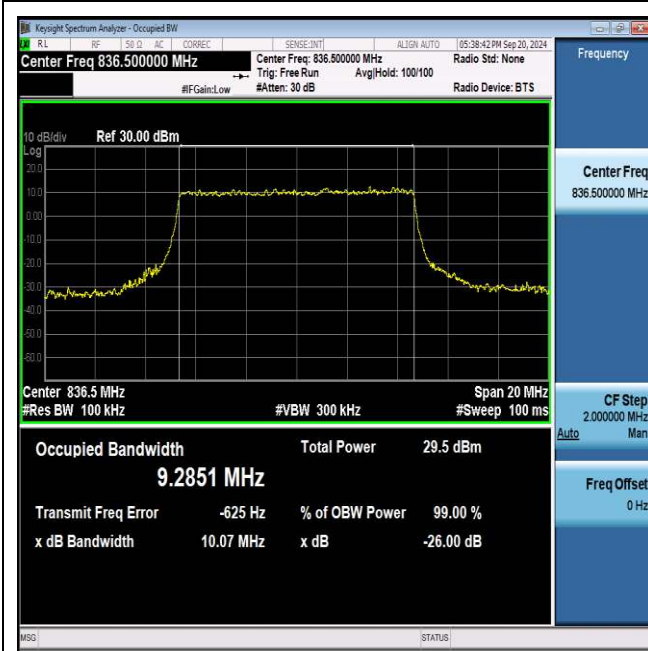 Keysight Spectrum Analyzer - Occupied BW
RL RF 50 Ω AC CORREC SENSE:INT ALIGN AUTO 05:38:42 PM Sep 20, 2024
Center Freq 836.500000 MHz
Center Freq: 836.500000 MHz Radio Std: None
Trig: Free Run Avg|Hold: 100/100
#IFGain:Low #Atten: 30 dB Radio Device: BTS
10 dB/div Ref 30.00 dBm
Log
20.0
10.0
0.00
-10.0
-20.0
-30.0
-40.0
-50.0
-60.0
Center 836.5 MHz Span 20 MHz
#Res BW 100 kHz #VBW 300 kHz #Sweep 100 ms
Occupied Bandwidth Total Power 29.5 dBm
9.2851 MHz
Transmit Freq Error -625 Hz % of OBW Power 99.00 %
x dB Bandwidth 10.07 MHz x dB -26.00 dB
MSG STATUS
Frequency
Center Freq
836.500000 MHz
CF Step
2.000000 MHz
Auto Man
Freq Offset
0 Hz